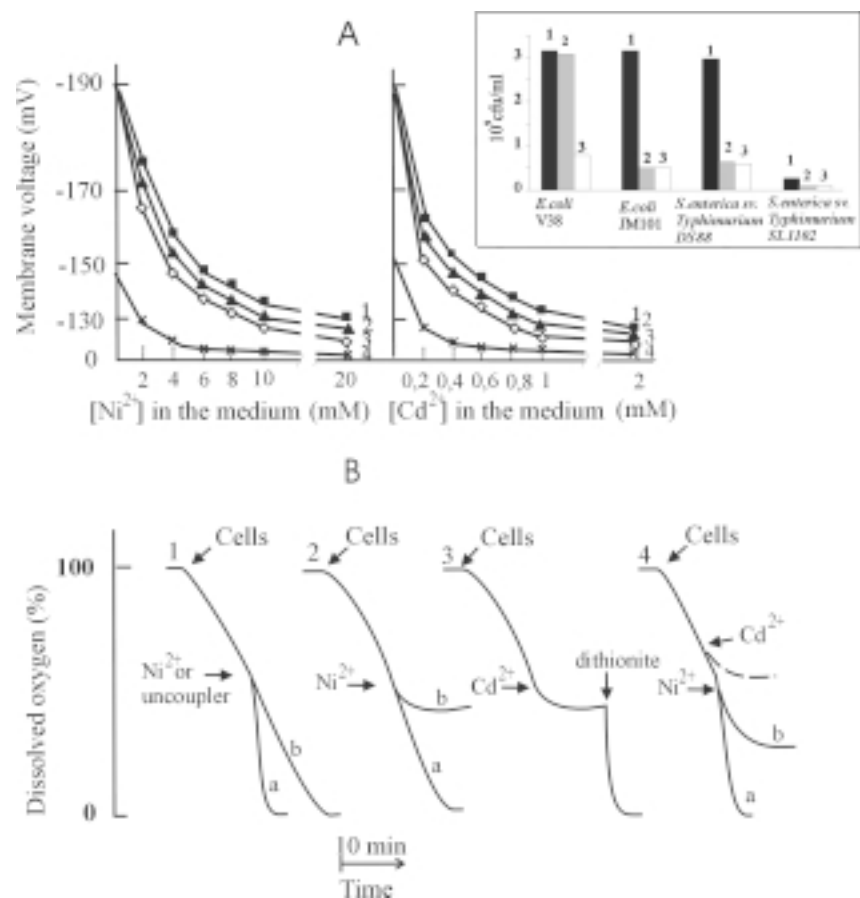 A
Membrane voltage (mV)
-190
-170
-150
-130
0
2 4 6 8 10 20
[Ni²⁺] in the medium (mM)
0,2 0,4 0,6 0,8 1 2
[Cd²⁺] in the medium (mM)
1
2
10⁹cfu/ml
3
2
1
0
1 2 3
1 2 3
1 2 3
1 2 3
E.coli V38
E.coli JM101
S.enterica sv. Typhimurium DS88
S.enterica sv. Typhimurium SL1102
B
Dissolved oxygen (%)
100
0
1 Cells
Ni²⁺or
uncoupler
a
b
2 Cells
Ni²⁺
b
a
3 Cells
Cd²⁺
dithionite
4 Cells
Cd²⁺
Ni²⁺
b
a
10 min
Time